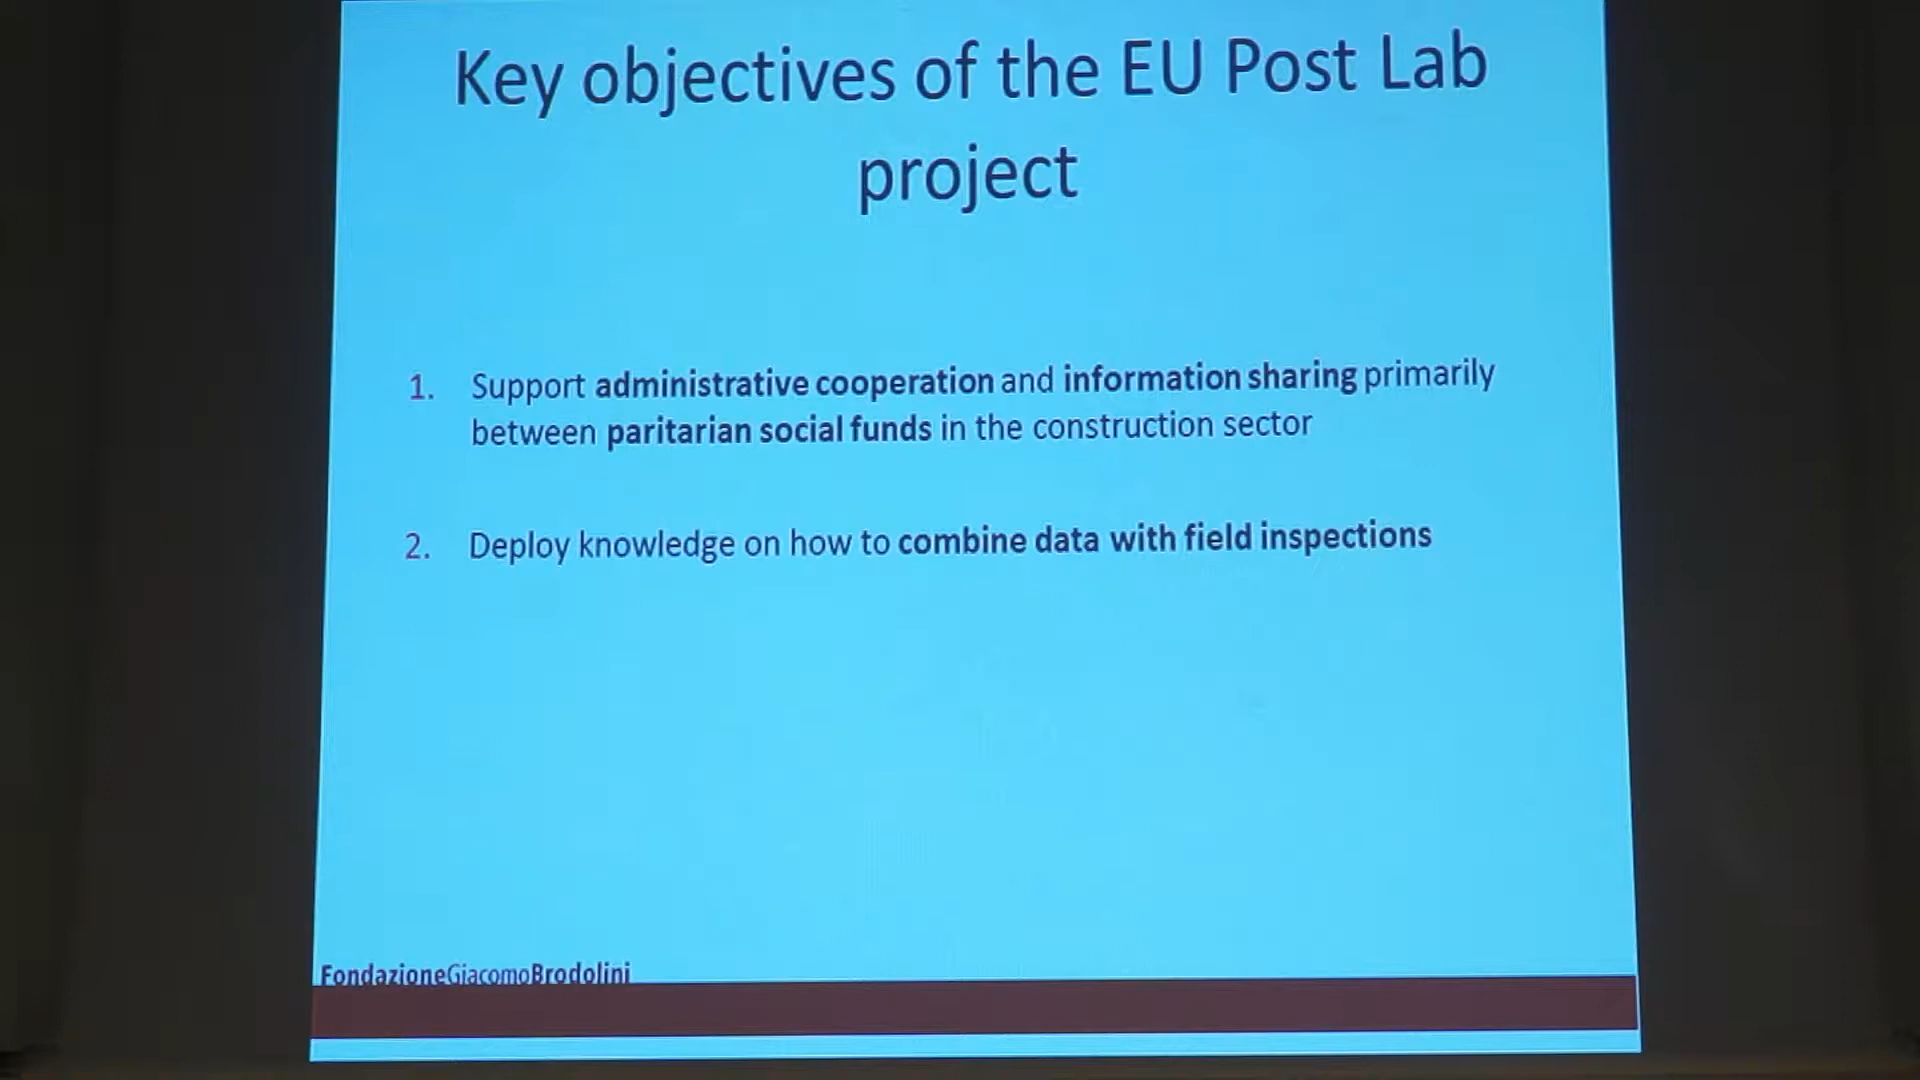 Key objectives of the EU Post Lab
project
1. Support administrative cooperation and information sharing primarily
between paritarian social funds in the construction sector
2. Deploy knowledge on how to combine data with field inspections
FondazioneGiacomoBrodolini